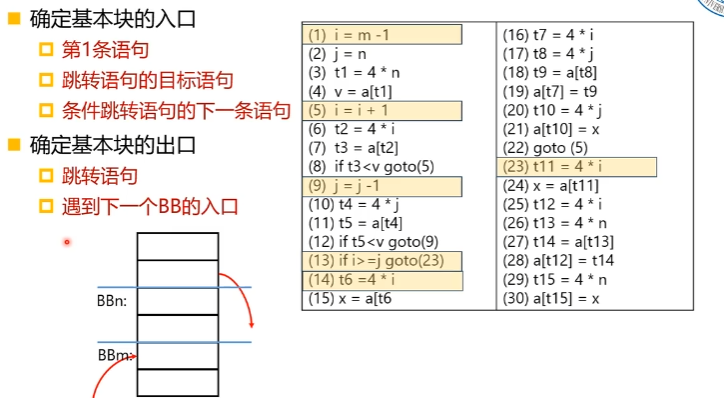 确定基本块的入口
第1条语句
跳转语句的目标语句
条件跳转语句的下一条语句
确定基本块的出口
跳转语句
遇到下一个BB的入口
BBn:
BBm:
(1) i = m -1
(2) j = n
(3) t1 = 4 * n
(4) v = a[t1]
(5) i = i + 1
(6) t2 = 4 * i
(7) t3 = a[t2]
(8) if t3<v goto(5)
(9) j = j -1
(10) t4 = 4 * j
(11) t5 = a[t4]
(12) if t5<v goto(9)
(13) if i>=j goto(23)
(14) t6 =4 * i
(15) x = a[t6
(16) t7 = 4 * i
(17) t8 = 4 * j
(18) t9 = a[t8]
(19) a[t7] = t9
(20) t10 = 4 * j
(21) a[t10] = x
(22) goto (5)
(23) t11 = 4 * i
(24) x = a[t11]
(25) t12 = 4 * i
(26) t13 = 4 * n
(27) t14 = a[t13]
(28) a[t12] = t14
(29) t15 = 4 * n
(30) a[t15] = x